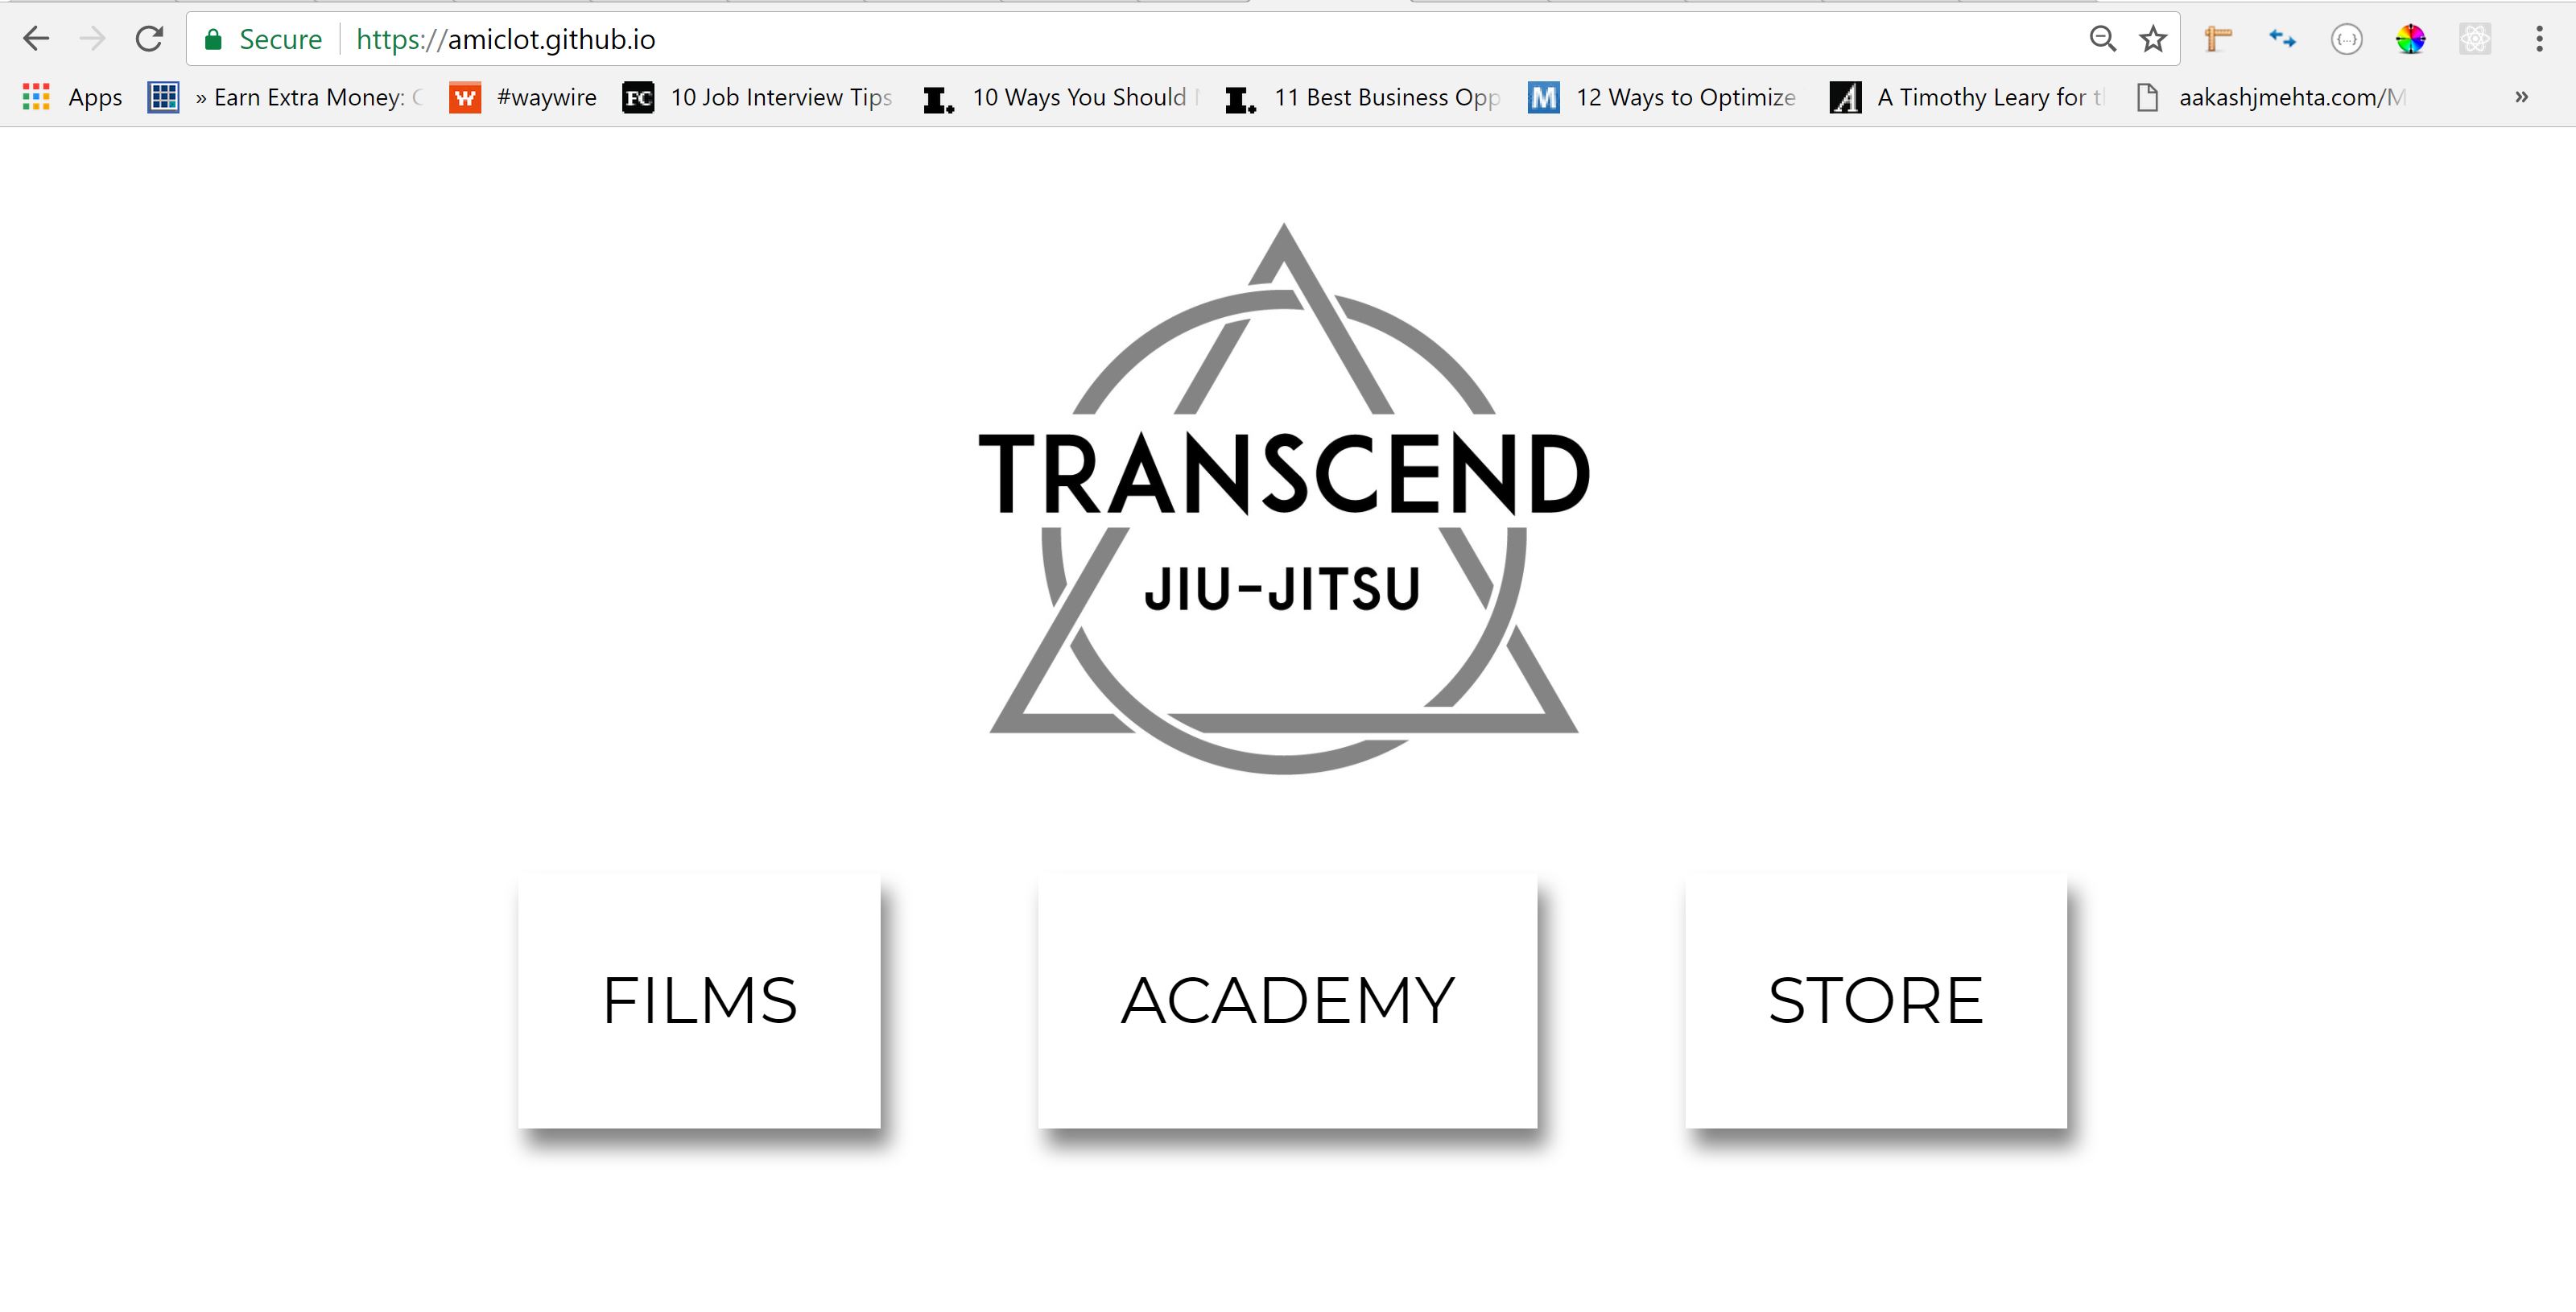 Secure https://amiclot.github.io
Apps » Earn Extra Money: #waywire FC 10 Job Interview Tips 10 Ways You Should 11 Best Business Opp M 12 Ways to Optimize A A Timothy Leary for aakashjmehta.com/M »
TRANSCEND
JIU-JITSU
FILMS ACADEMY STORE